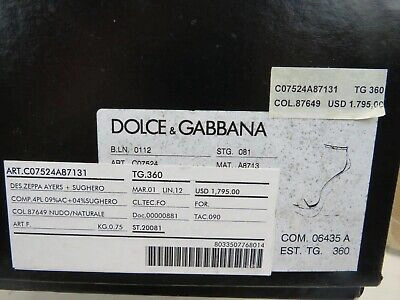 C07524A87131 TG 360
COL.87649 USD 1.795,00
DOLCE & GABBANA
B.LN. 0112 STG. 081
ART. C07524 MAT. A8713
ART.C07524A87131 TG.360
DES ZEPPA AYERS + SUGHERO MAR.01 LIN.12 USD 1,795.00
COMP.4PL 09%AC+04%SUGHERO CL.TEC.FO FOR.
COL.87649 NUDO/NATURALE Doc.00000881 TAC.090
ART.F. KG.0.75 ST.20081
8033507768014
COM. 06435 A
EST. TG. 360